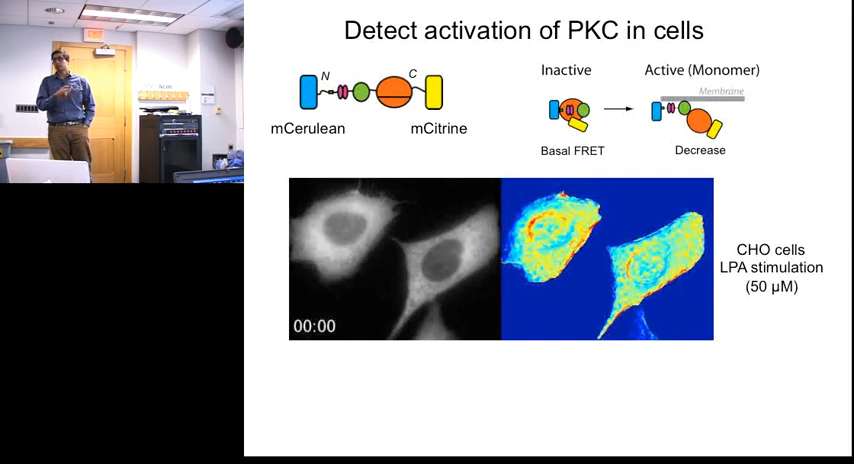 Detect activation of PKC in cells
N
C
mCerulean
mCitrine
Inactive
Active (Monomer)
Membrane
Basal FRET
Decrease
00:00
CHO cells
LPA stimulation
(50 µM)